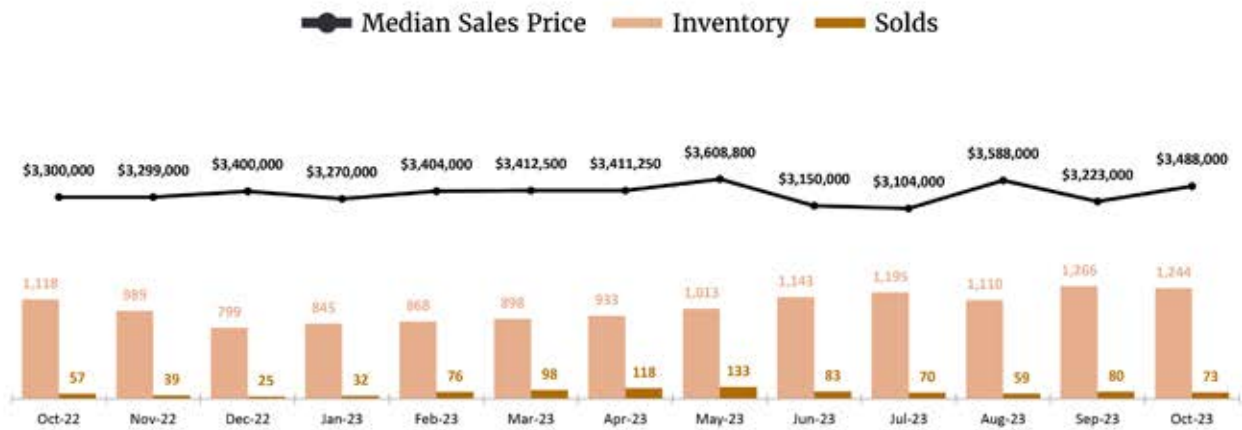 Median Sales Price Inventory Solds
$3,300,000 $3,299,000 $3,400,000 $3,270,000 $3,404,000 $3,412,500 $3,411,250 $3,608,800 $3,150,000 $3,104,000 $3,588,000 $3,223,000 $3,488,000
1,118 989 799 845 868 898 933 1,013 1,143 1,195 1,110 1,266 1,244
57 39 25 32 76 98 118 133 83 70 59 80 73
Oct-22 Nov-22 Dec-22 Jan-23 Feb-23 Mar-23 Apr-23 May-23 Jun-23 Jul-23 Aug-23 Sep-23 Oct-23